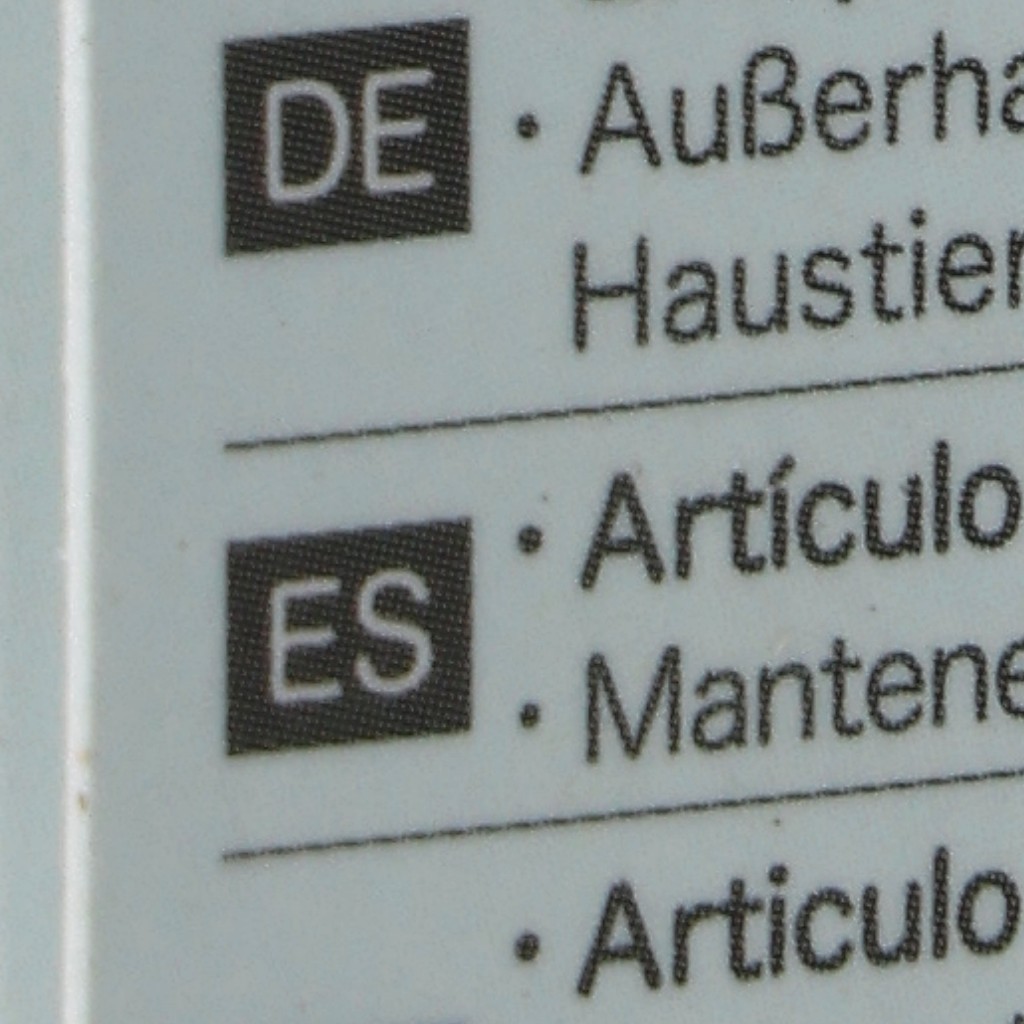 DE • Außerha
Haustier
ES • Artículo
• Mantene
• Articulo